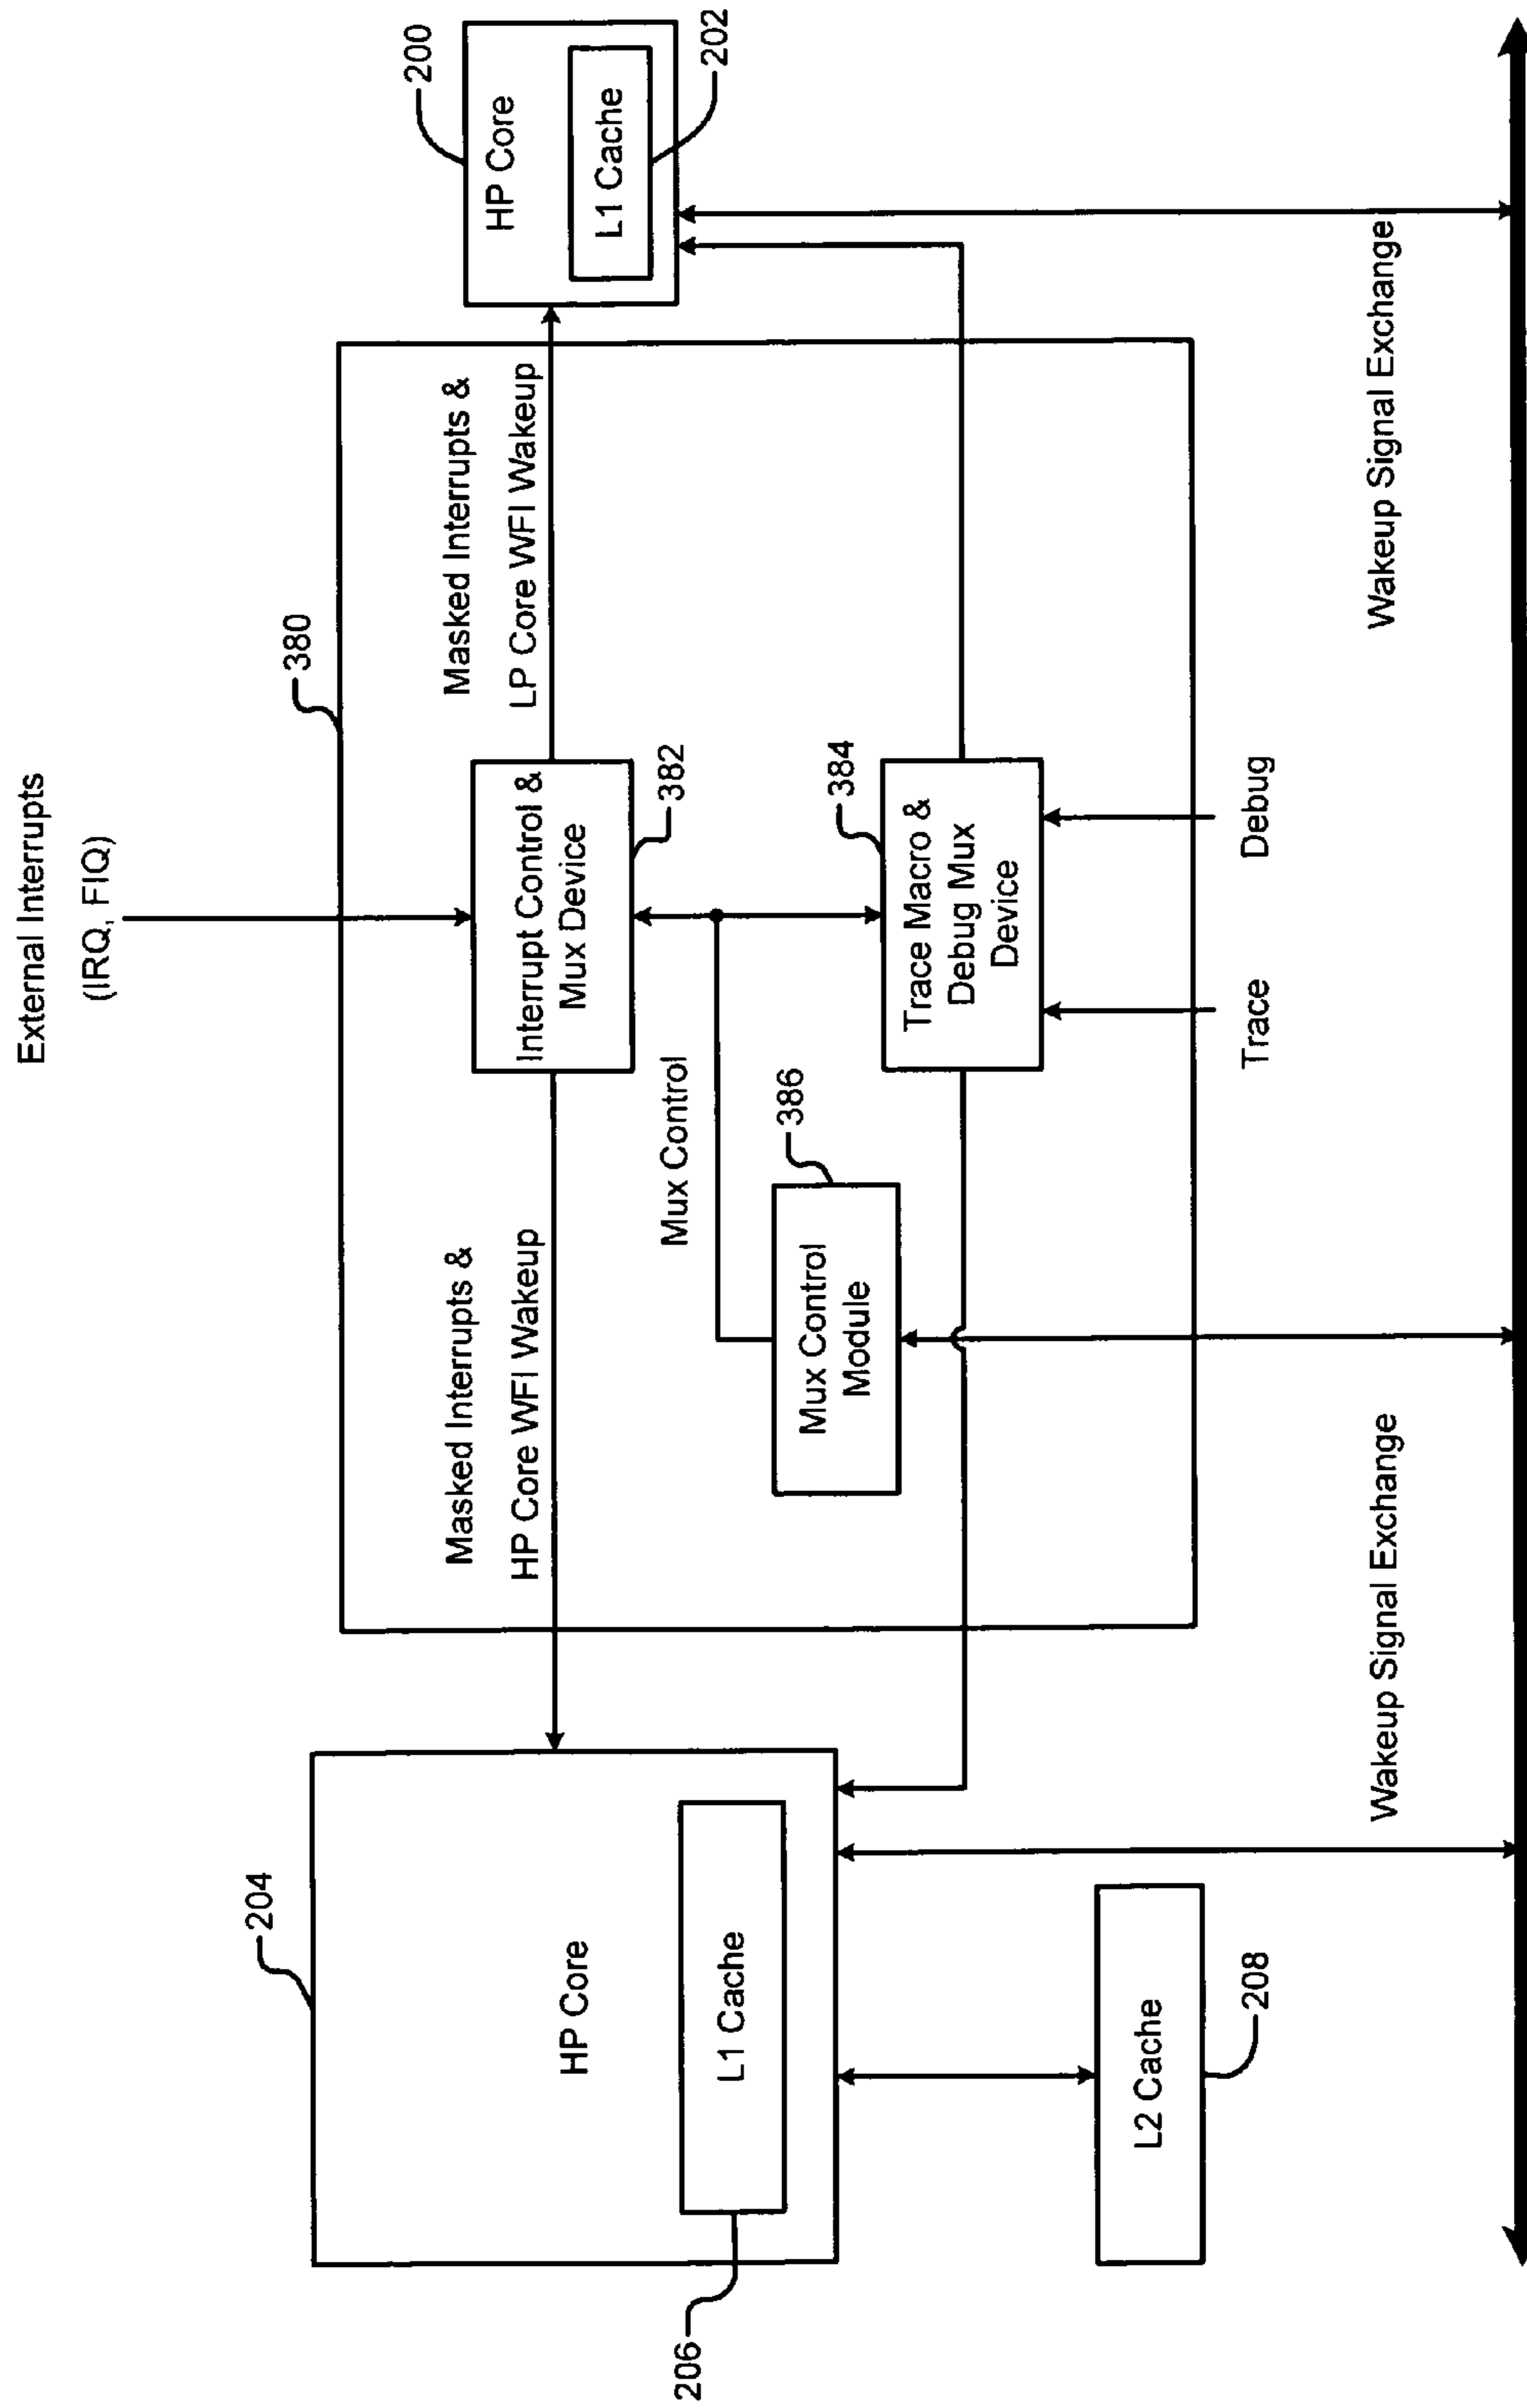 External Interrupts
(IRQ, FIQ)
204
HP Core
L1 Cache
206
L2 Cache
208
380
Masked Interrupts &
HP Core WFI Wakeup
Interrupt Control &
Mux Device
382
Masked Interrupts &
LP Core WFI Wakeup
Mux Control
386
Mux Control
Module
384
Trace Macro &
Debug Mux
Device
Trace
Debug
200
HP Core
L1 Cache
202
Wakeup Signal Exchange
Wakeup Signal Exchange